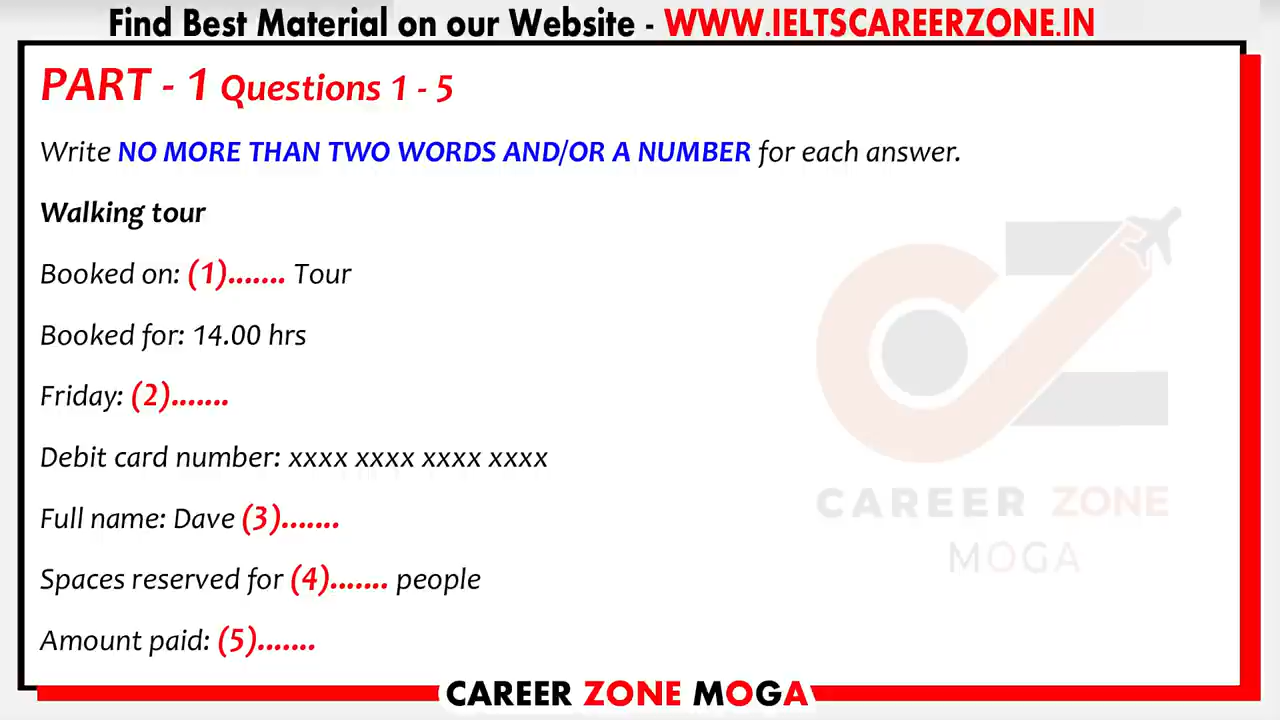 Find Best Material on our Website - WWW.IELTSCAREERZONE.IN
PART - 1 Questions 1 - 5
Write NO MORE THAN TWO WORDS AND/OR A NUMBER for each answer.
Walking tour
Booked on: (1)....... Tour
Booked for: 14.00 hrs
Friday: (2).......
Debit card number: xxxx xxxx xxxx xxxx
Full name: Dave (3).......
Spaces reserved for (4)....... people
Amount paid: (5).......
CAREER ZONE
MOGA
CAREER ZONE MOGA